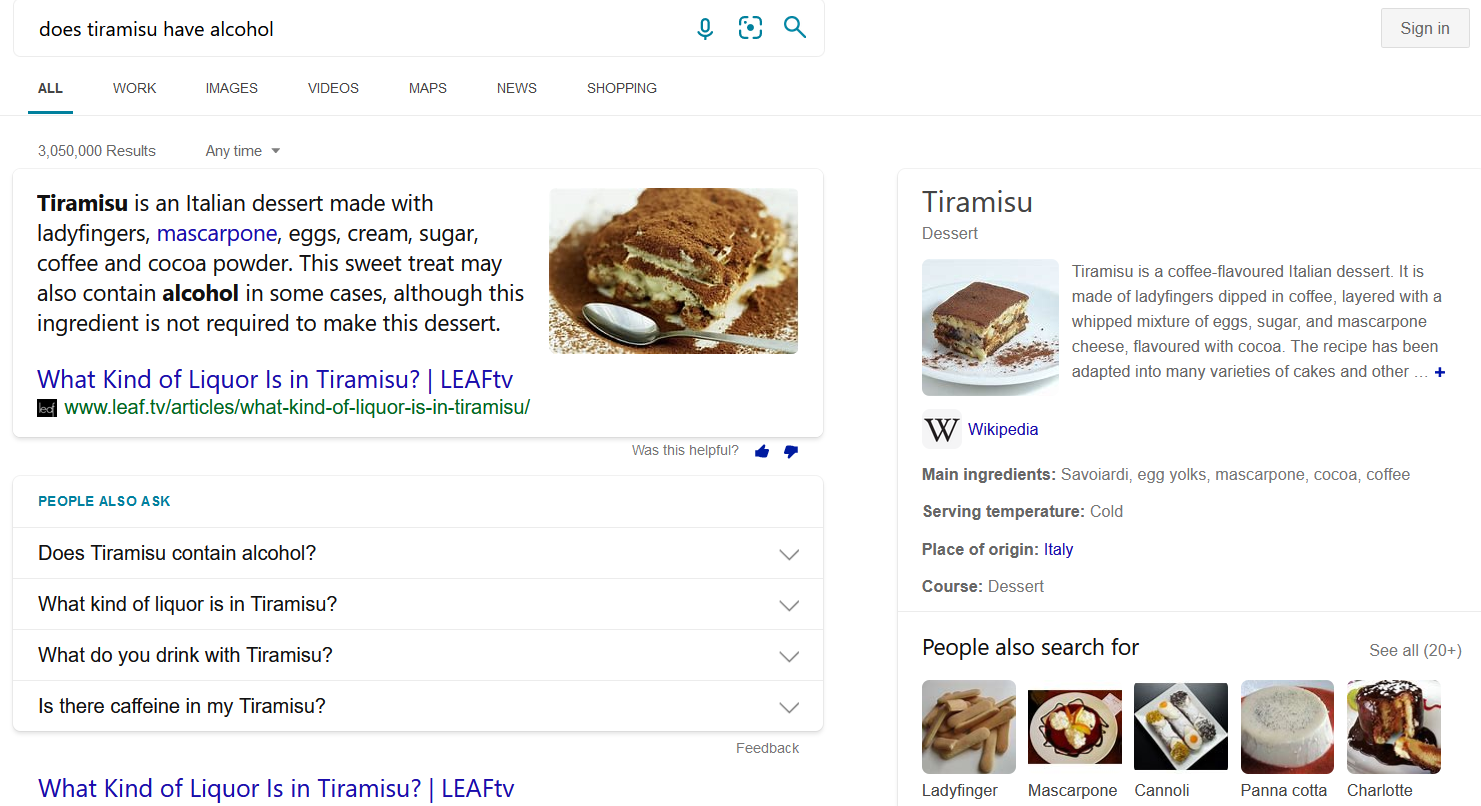 does tiramisu have alcohol
Sign in
ALL
WORK
IMAGES
VIDEOS
MAPS
NEWS
SHOPPING
3,050,000 Results
Any time
Tiramisu is an Italian dessert made with
ladyfingers, mascarpone, eggs, cream, sugar,
coffee and cocoa powder. This sweet treat may
also contain alcohol in some cases, although this
ingredient is not required to make this dessert.
What Kind of Liquor Is in Tiramisu? | LEAFtv
leaf
www.leaf.tv/articles/what-kind-of-liquor-is-in-tiramisu/
Was this helpful?
PEOPLE ALSO ASK
Does Tiramisu contain alcohol?
What kind of liquor is in Tiramisu?
What do you drink with Tiramisu?
Is there caffeine in my Tiramisu?
Feedback
What Kind of Liquor Is in Tiramisu? | LEAFtv
Tiramisu
Dessert
Tiramisu is a coffee-flavoured Italian dessert. It is
made of ladyfingers dipped in coffee, layered with a
whipped mixture of eggs, sugar, and mascarpone
cheese, flavoured with cocoa. The recipe has been
adapted into many varieties of cakes and other … +
W
Wikipedia
Main ingredients: Savoiardi, egg yolks, mascarpone, cocoa, coffee
Serving temperature: Cold
Place of origin: Italy
Course: Dessert
People also search for
See all (20+)
Ladyfinger
Mascarpone
Cannoli
Panna cotta
Charlotte